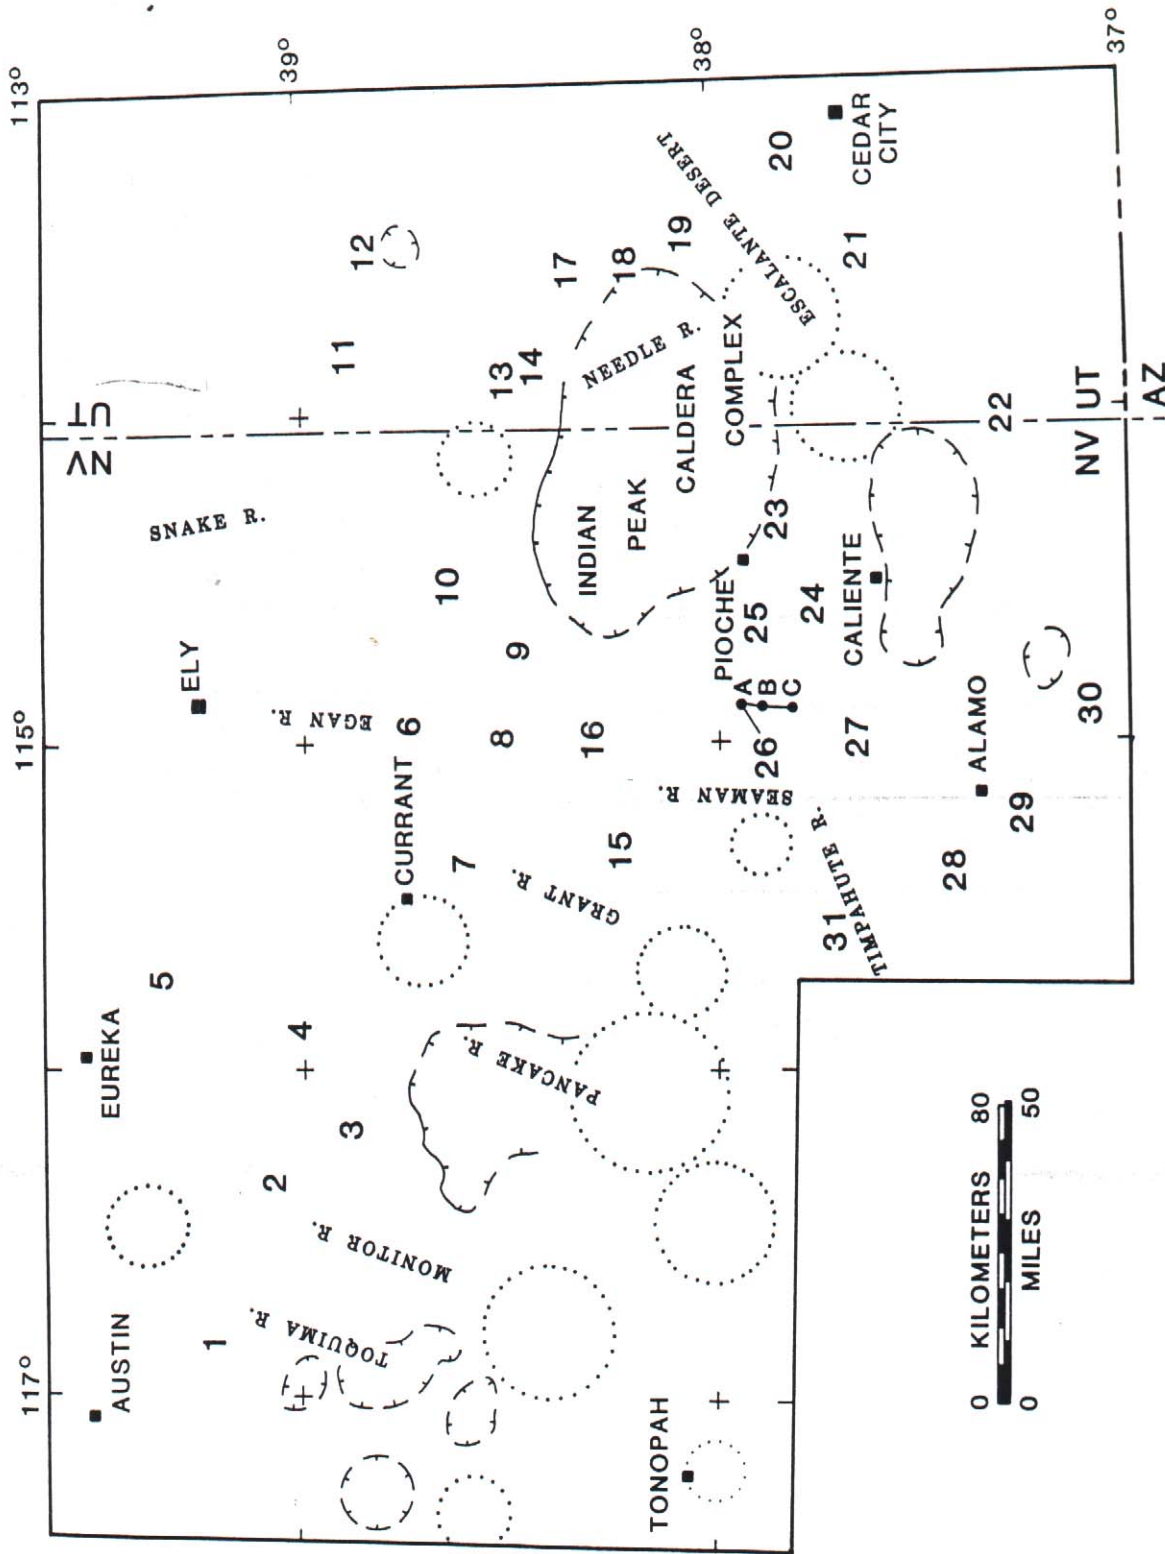 117°
115°
113°
AUSTIN
EUREKA
ELY
SNAKE R.
NV
UT
39°
1
2
3
4
5
TOQUIMA R.
MONITOR R.
PANCAKE R.
CURRANT
EGAN R.
6
7
8
9
10
11
12
13
14
15
16
17
18
19
GRANT R.
SEAMAN R.
INDIAN
PEAK
CALDERA
COMPLEX
NEEDLE R.
ESCALANTE DESERT
38°
TONOPAH
PIOCHE
A
B
C
20
21
22
23
24
25
26
27
28
29
30
31
TIMPAHUTE R.
CALIENTE
ALAMO
CEDAR
CITY
NV
UT
AZ
37°
0 KILOMETERS 80
0 MILES 50